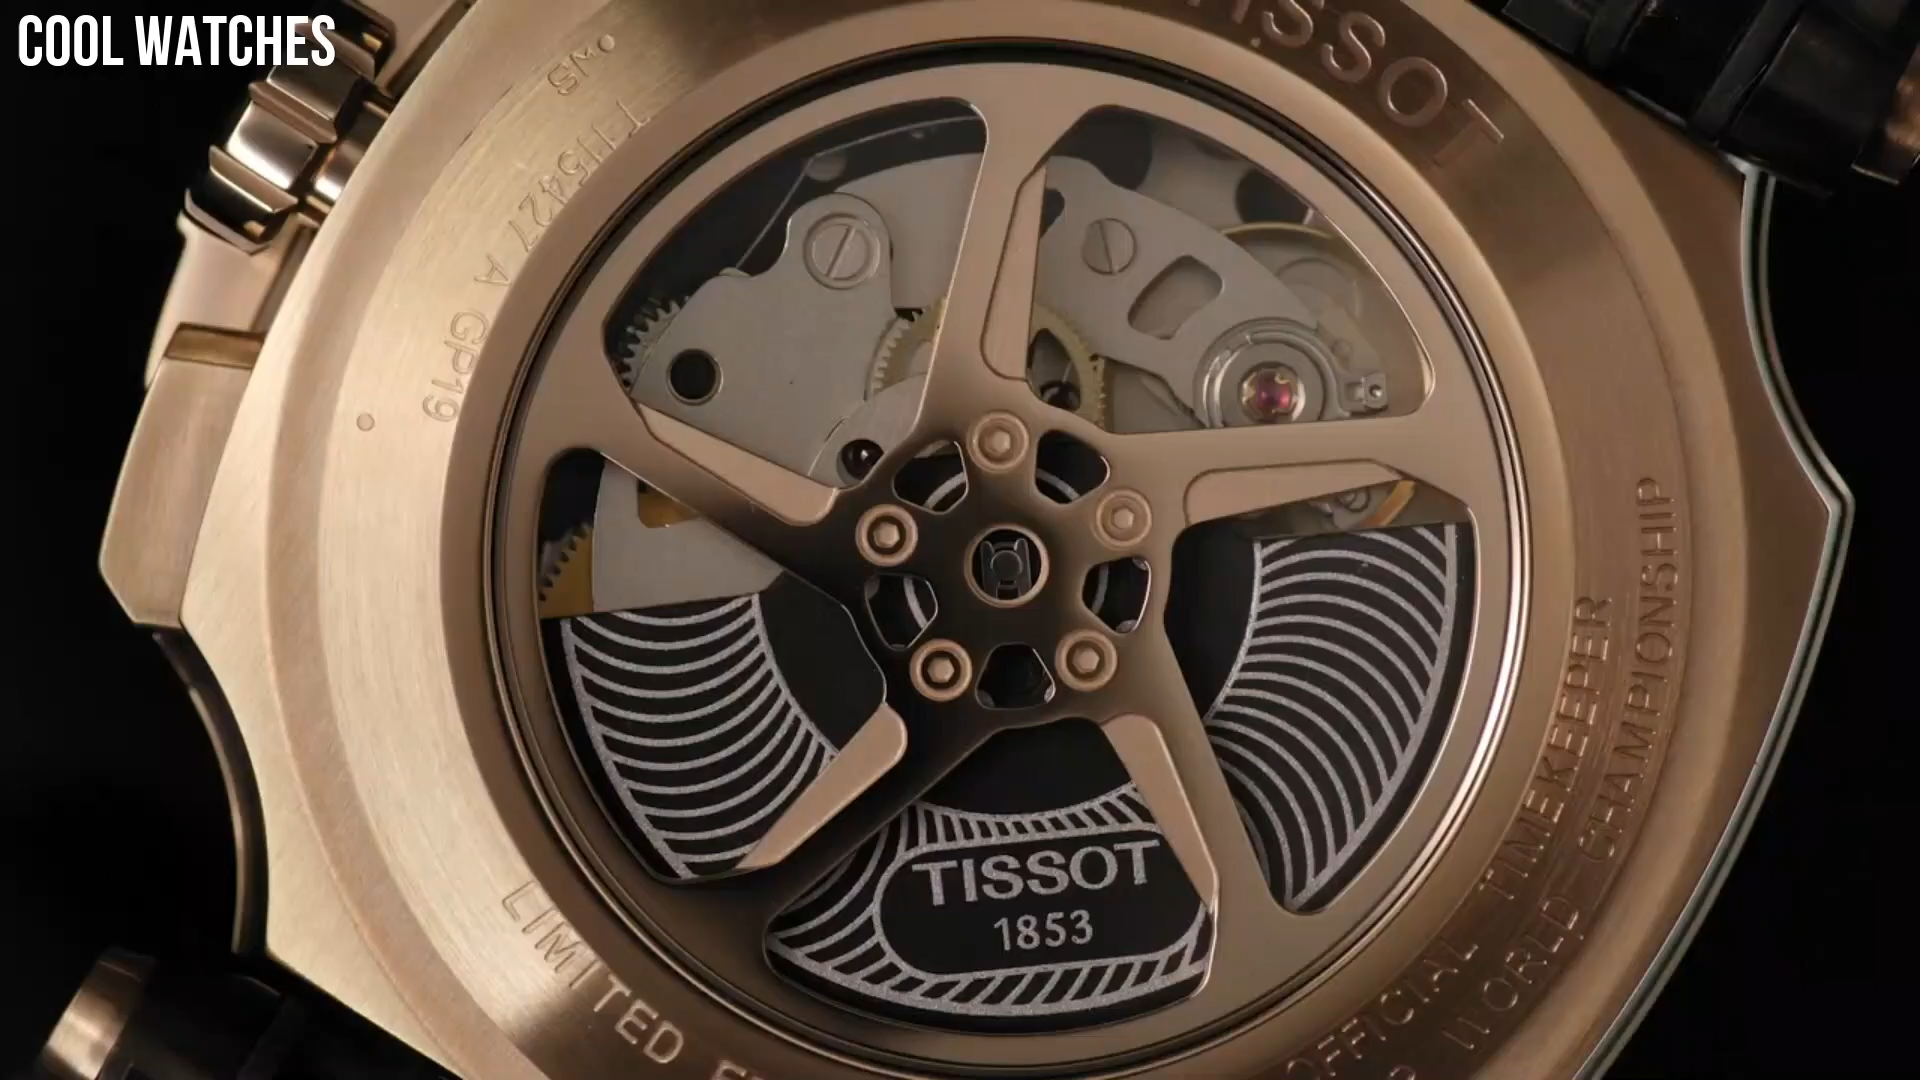 COOL WATCHES
TISSOT
T115427 A GP19
TISSOT
1853
LIMITED
OFFICIAL TIMEKEEPER
WORLD CHAMPIONSHIP